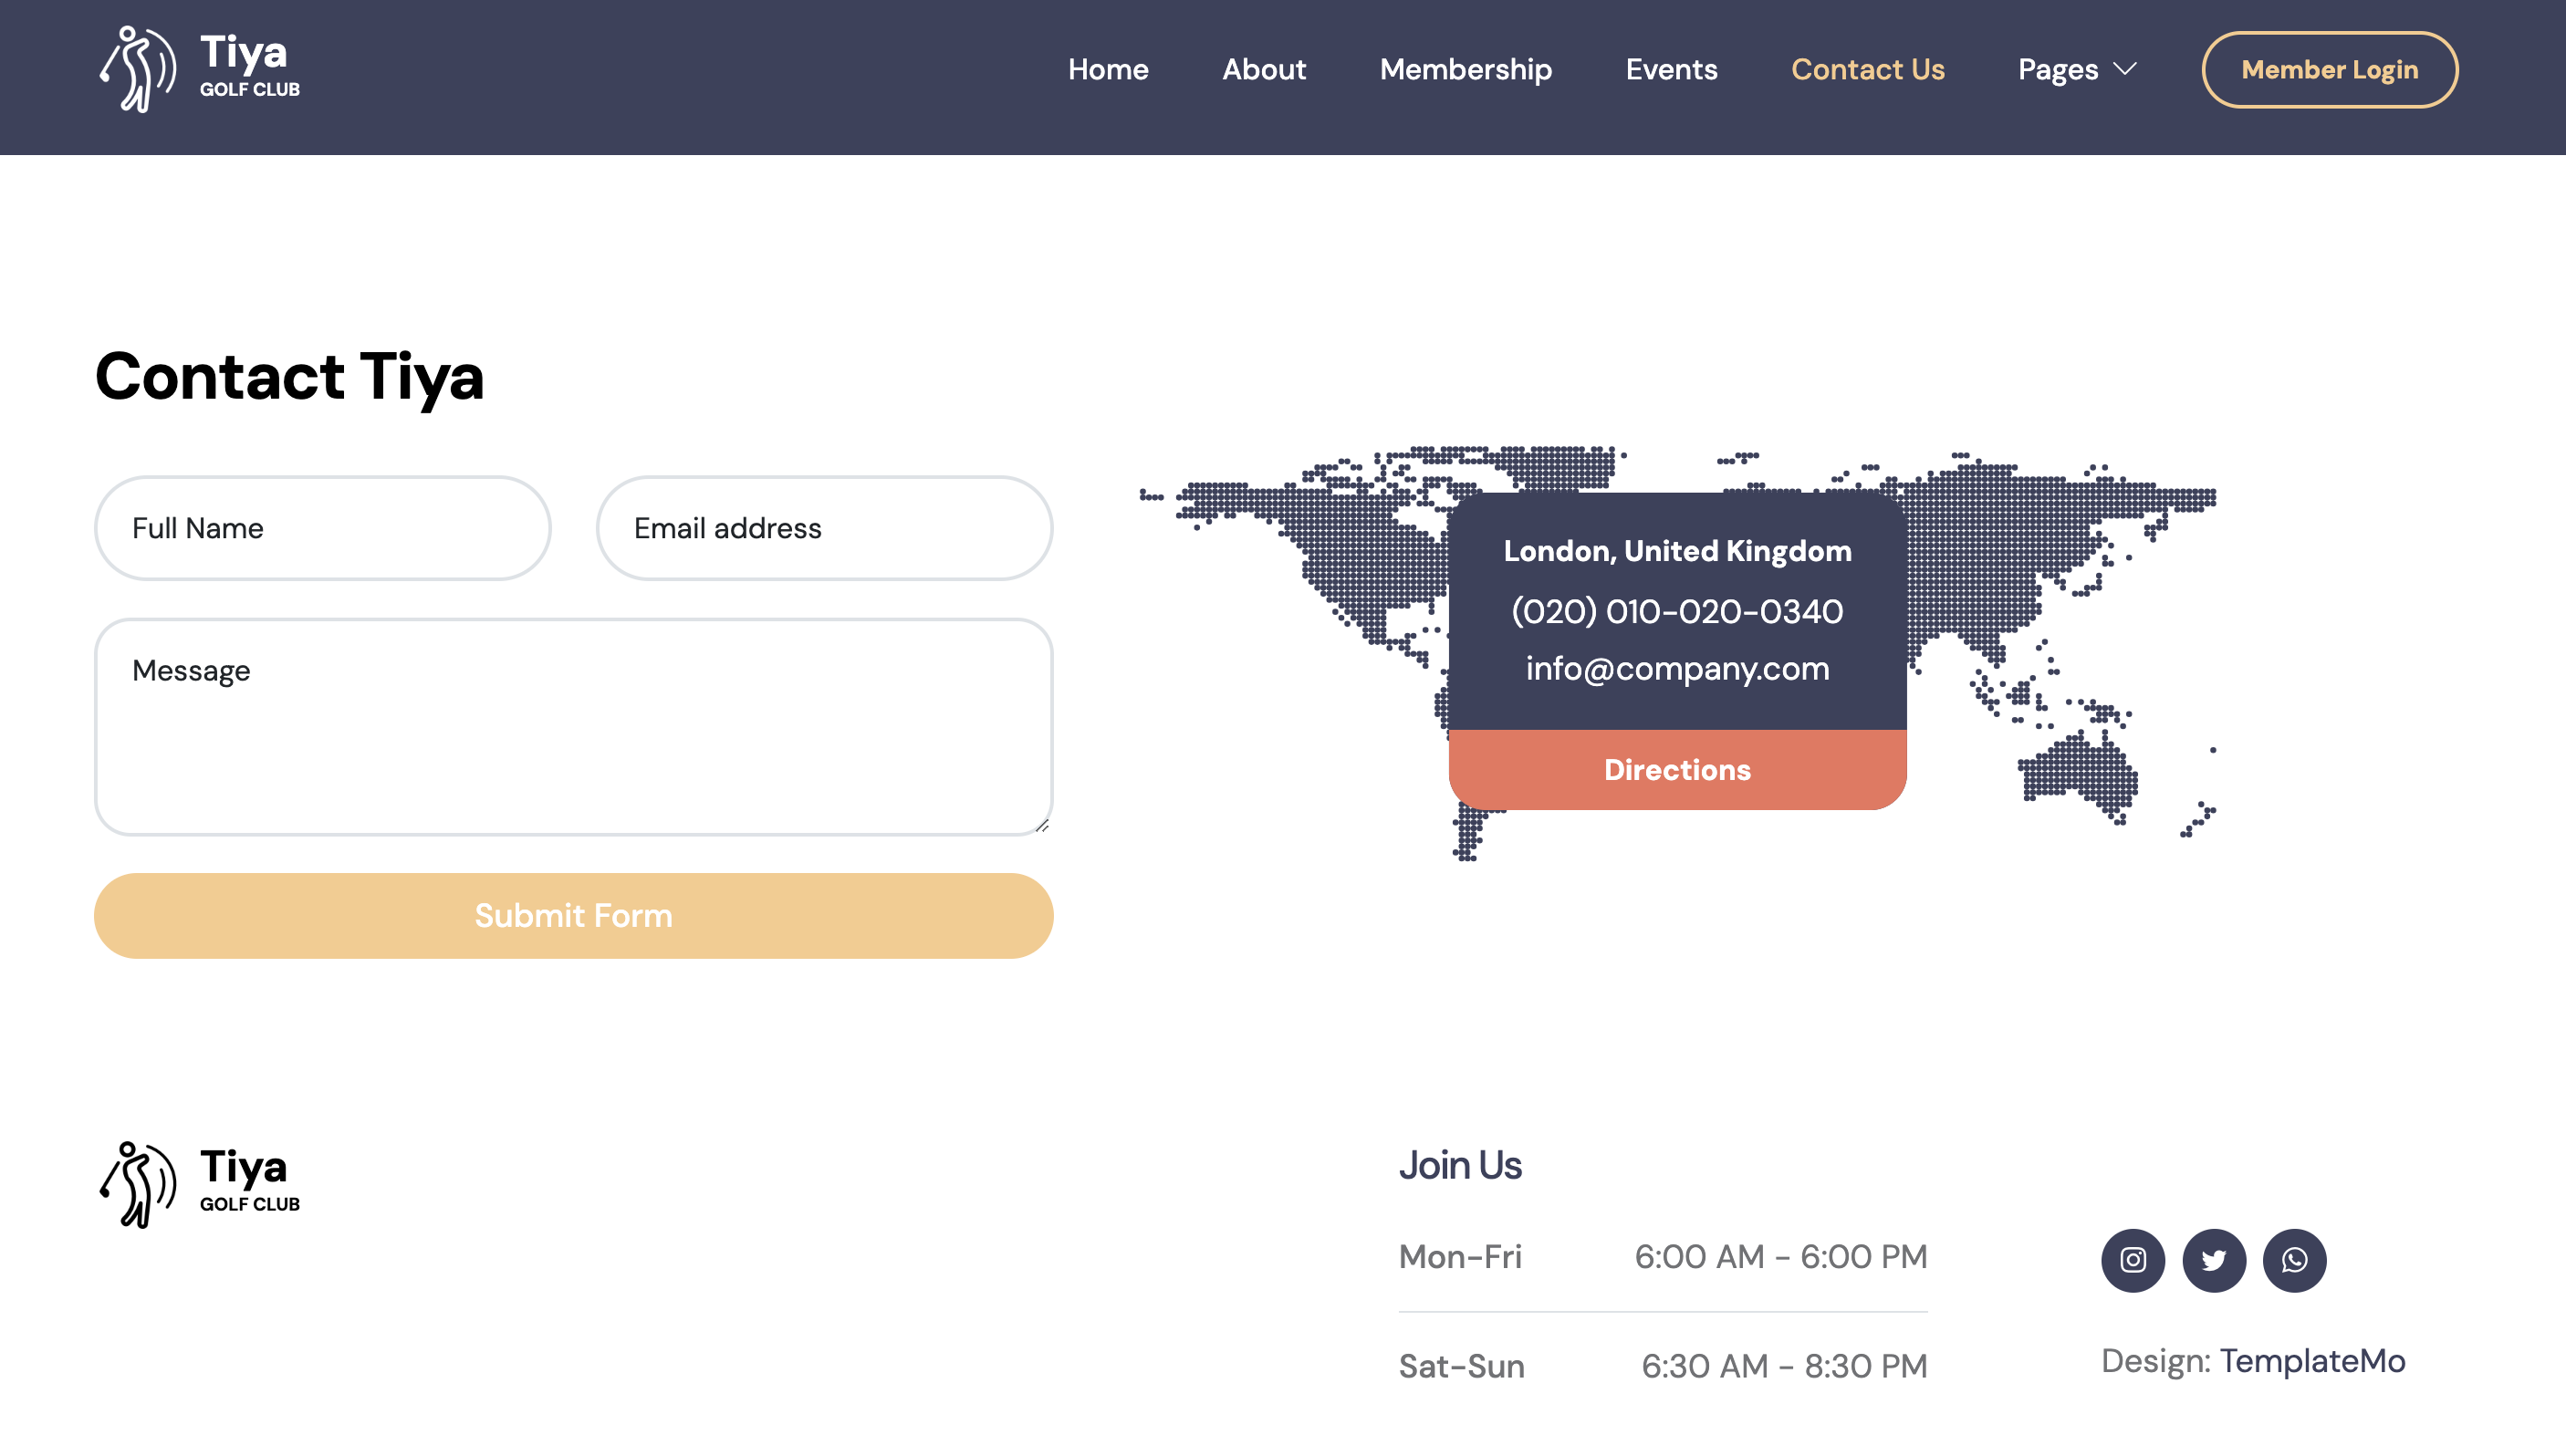 Tiya
GOLF CLUB
Home
About
Membership
Events
Contact Us
Pages
Member Login
Contact Tiya
Full Name
Email address
Message
Submit Form
London, United Kingdom
(020) 010-020-0340
info@company.com
Directions
Tiya
GOLF CLUB
Join Us
Mon-Fri 6:00 AM - 6:00 PM
Sat-Sun 6:30 AM - 8:30 PM
Design: TemplateMo